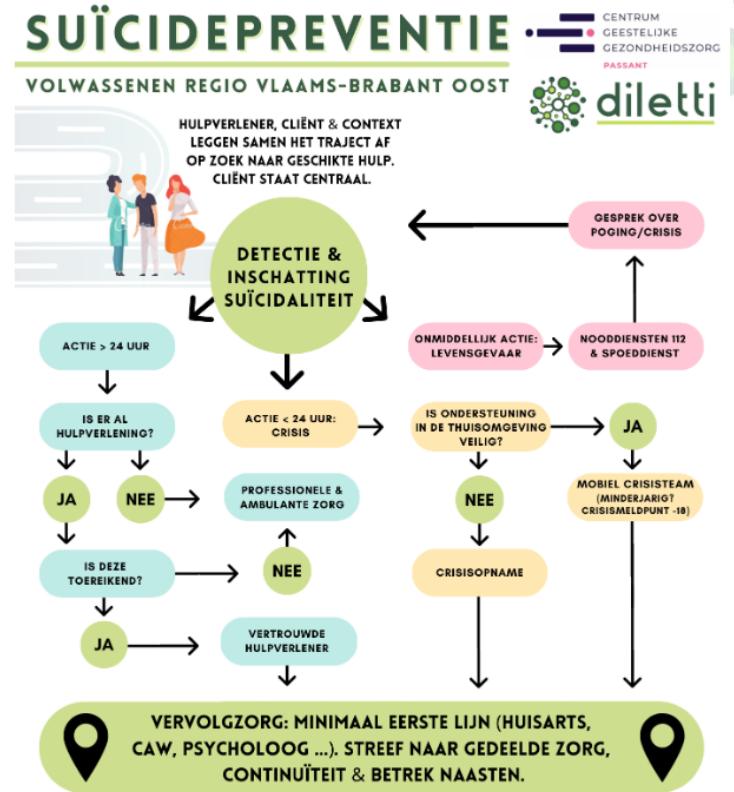 SUÏCIDEPREVENTIE
VOLWASSENEN REGIO VLAAMS-BRABANT OOST
CENTRUM
GEESTELIJKE
GEZONDHEIDSZORG
PASSANT
diletti
HULPVERLENER, CLIËNT & CONTEXT
LEGGEN SAMEN HET TRAJECT AF
OP ZOEK NAAR GESCHIKTE HULP.
CLIËNT STAAT CENTRAAL.
DETECTIE &
INSCHATTING
SUÏCIDALITEIT
GESPREK OVER
POGING/CRISIS
ONMIDDELLIJK ACTIE:
LEVENSGEVAAR
NOODDIENSTEN 112
& SPOEDDIENST
ACTIE > 24 UUR
IS ER AL
HULPVERLENING?
JA
NEE
PROFESSIONELE &
AMBULANTE ZORG
IS DEZE
TOEREIKEND?
NEE
JA
VERTROUWDE
HULPVERLENER
ACTIE < 24 UUR:
CRISIS
IS ONDERSTEUNING
IN DE THUISOMGEVING
VEILIG?
JA
NEE
MOBIEL CRISISTEAM
(MINDERJARIG?
CRISISMELDPUNT -18)
CRISISOPNAME
VERVOLGZORG: MINIMAAL EERSTE LIJN (HUISARTS,
CAW, PSYCHOLOOG ...). STREEF NAAR GEDEELDE ZORG,
CONTINUÏTEIT & BETREK NAASTEN.